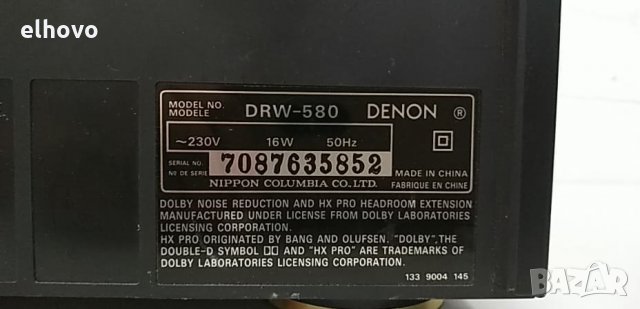 elhovo
MODEL NO.
MODELE
DRW-580 DENON ®
~230V 16W 50Hz
SERIAL NO.
NO DE SERIE
7087635852
MADE IN CHINA
FABRIQUE EN CHINE
NIPPON COLUMBIA CO., LTD.
DOLBY NOISE REDUCTION AND HX PRO HEADROOM EXTENSION
MANUFACTURED UNDER LICENSE FROM DOLBY LABORATORIES
LICENSING CORPORATION.
HX PRO ORIGINATED BY BANG AND OLUFSEN. "DOLBY", THE
DOUBLE-D SYMBOL AND "HX PRO" ARE TRADEMARKS OF
DOLBY LABORATORIES LICENSING CORPORATION.
133 9004 145
BAZAR